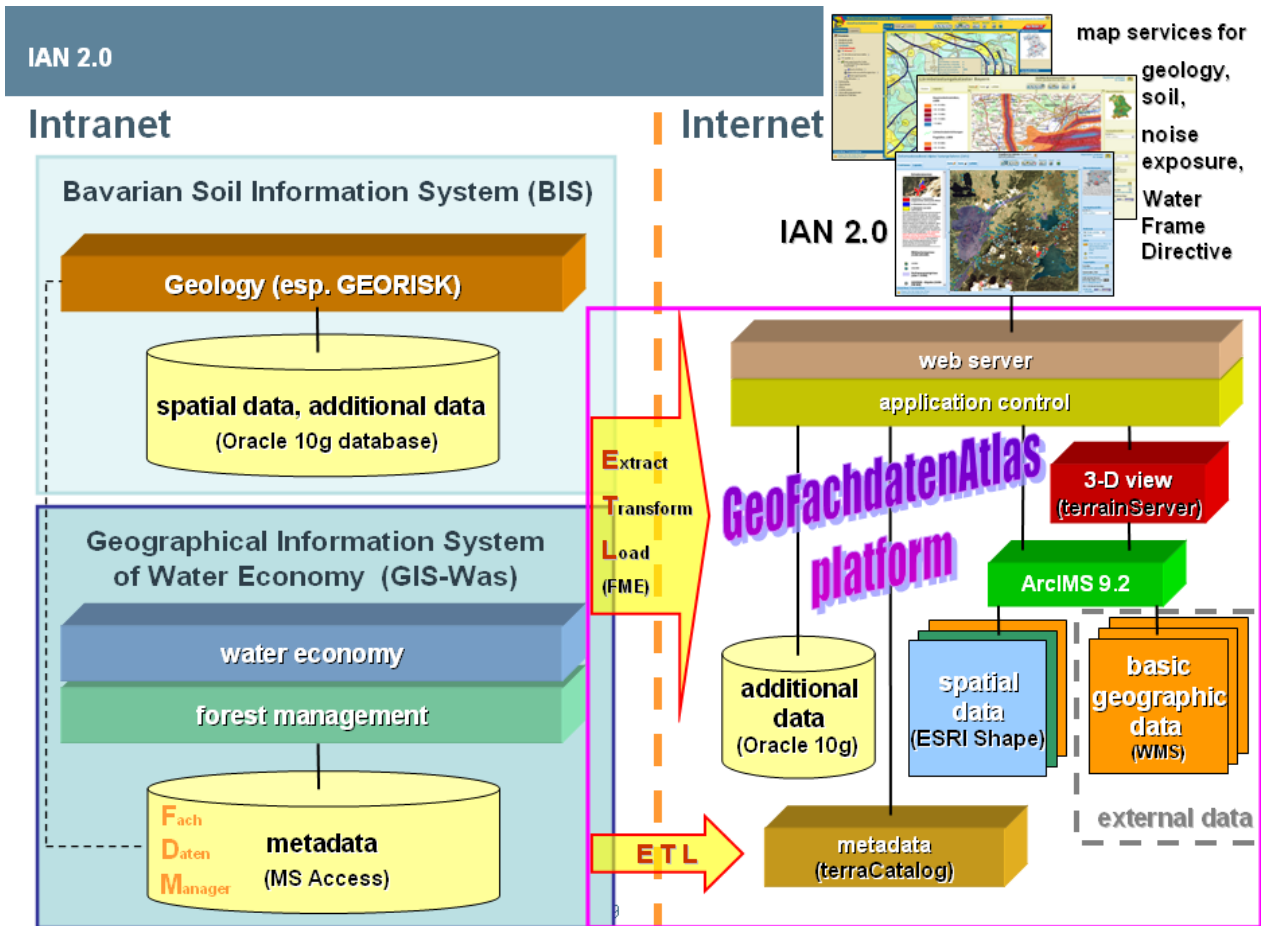 IAN 2.0
Intranet
Internet
map services for
geology,
soil,
noise
exposure,
Water
Frame
Directive
IAN 2.0
Bavarian Soil Information System (BIS)
Geology (esp. GEORISK)
spatial data, additional data
(Oracle 10g database)
Geographical Information System
of Water Economy (GIS-Was)
water economy
forest management
Fach
Daten
Manager
metadata
(MS Access)
Extract
Transform
Load
(FME)
E T L
web server
application control
GeoFachdatenAtlas
platform
3-D view
(terrainServer)
ArcIMS 9.2
additional
data
(Oracle 10g)
spatial
data
(ESRI Shape)
basic
geographic
data
(WMS)
external data
metadata
(terraCatalog)